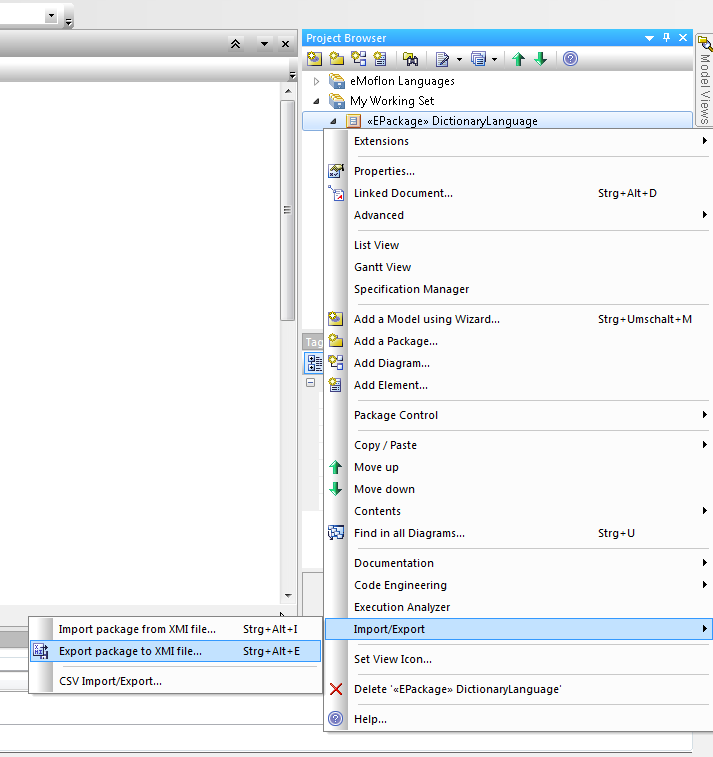 Project Browser
eMoflon Languages
My Working Set
«EPackage» DictionaryLanguage
Model Views
Extensions
Properties...
Linked Document... Strg+Alt+D
Advanced
List View
Gantt View
Specification Manager
Add a Model using Wizard... Strg+Umschalt+M
Tag
Add a Package...
Add Diagram...
Add Element...
Package Control
Copy / Paste
Move up
Move down
Contents
Find in all Diagrams... Strg+U
Documentation
Code Engineering
Execution Analyzer
Import/Export
Import package from XMI file... Strg+Alt+I
Export package to XMI file... Strg+Alt+E
CSV Import/Export...
Set View Icon...
Delete '«EPackage» DictionaryLanguage'
Help...